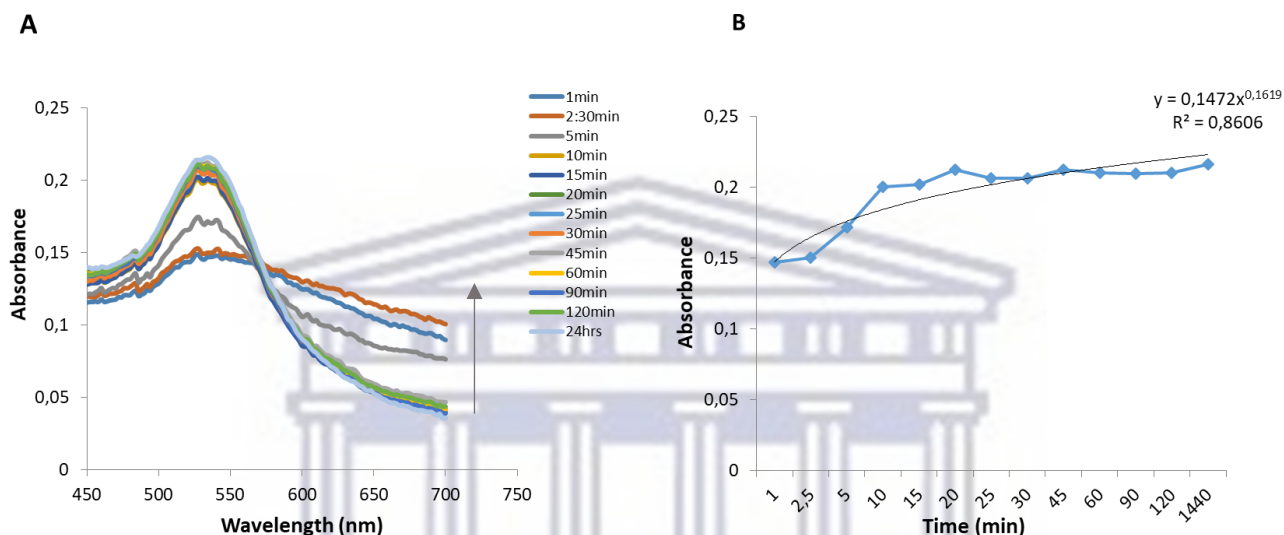 A
Absorbance
0,25
0,2
0,15
0,1
0,05
0
450 500 550 600 650 700 750
Wavelength (nm)
1min
2:30min
5min
10min
15min
20min
25min
30min
45min
60min
90min
120min
24hrs
B
Absorbance
0,25
0,2
0,15
0,1
0,05
0
y = 0,1472x^0,1619
R² = 0,8606
1 2,5 5 10 15 20 25 30 45 60 90 120 1440
Time (min)